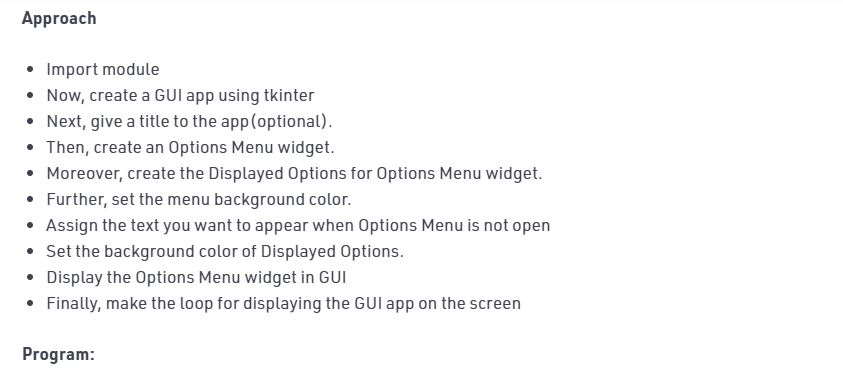 Approach
• Import module
• Now, create a GUI app using tkinter
• Next, give a title to the app(optional).
• Then, create an Options Menu widget.
• Moreover, create the Displayed Options for Options Menu widget.
• Further, set the menu background color.
• Assign the text you want to appear when Options Menu is not open
• Set the background color of Displayed Options.
• Display the Options Menu widget in GUI
• Finally, make the loop for displaying the GUI app on the screen
Program: